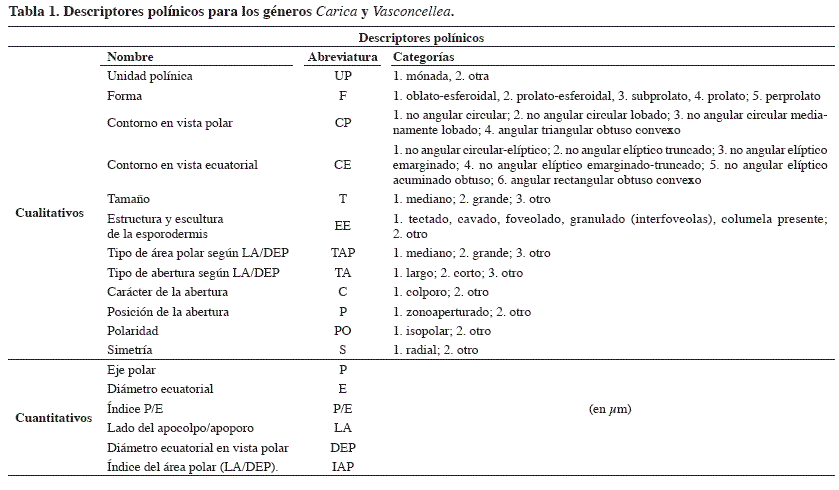 Tabla 1. Descriptores polínicos para los géneros Carica y Vasconcellea.
Descriptores polínicos
Nombre Abreviatura Categorías
Cualitativos
Unidad polínica UP 1. mónada, 2. otra
Forma F 1. oblato-esferoidal, 2. prolato-esferoidal, 3. subprolato, 4. prolato; 5. perprolato
Contorno en vista polar CP 1. no angular circular; 2. no angular circular lobado; 3. no angular circular media-
namente lobado; 4. angular triangular obtuso convexo
Contorno en vista ecuatorial CE 1. no angular circular-elíptico; 2. no angular elíptico truncado; 3. no angular elíptico
emarginado; 4. no angular elíptico emarginado-truncado; 5. no angular elíptico
acuminado obtuso; 6. angular rectangular obtuso convexo
Tamaño T 1. mediano; 2. grande; 3. otro
Estructura y escultura
de la esporodermis EE 1. tectado, cavado, foveolado, granulado (interfoveolas), columela presente;
2. otro
Tipo de área polar según LA/DEP TAP 1. mediano; 2. grande; 3. otro
Tipo de abertura según LA/DEP TA 1. largo; 2. corto; 3. otro
Carácter de la abertura C 1. colporo; 2. otro
Posición de la abertura P 1. zonoaperturado; 2. otro
Polaridad PO 1. isopolar; 2. otro
Simetría S 1. radial; 2. otro
Cuantitativos
Eje polar P
Diámetro ecuatorial E
Índice P/E P/E (en µm)
Lado del apocolpo/apoporo LA
Diámetro ecuatorial en vista polar DEP
Índice del área polar (LA/DEP). IAP